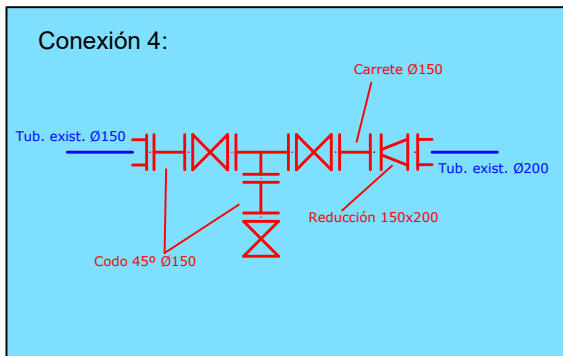 Conexión 4:
Carrete Ø150
Tub. exist. Ø150
Tub. exist. Ø200
Reducción 150x200
Codo 45º Ø150